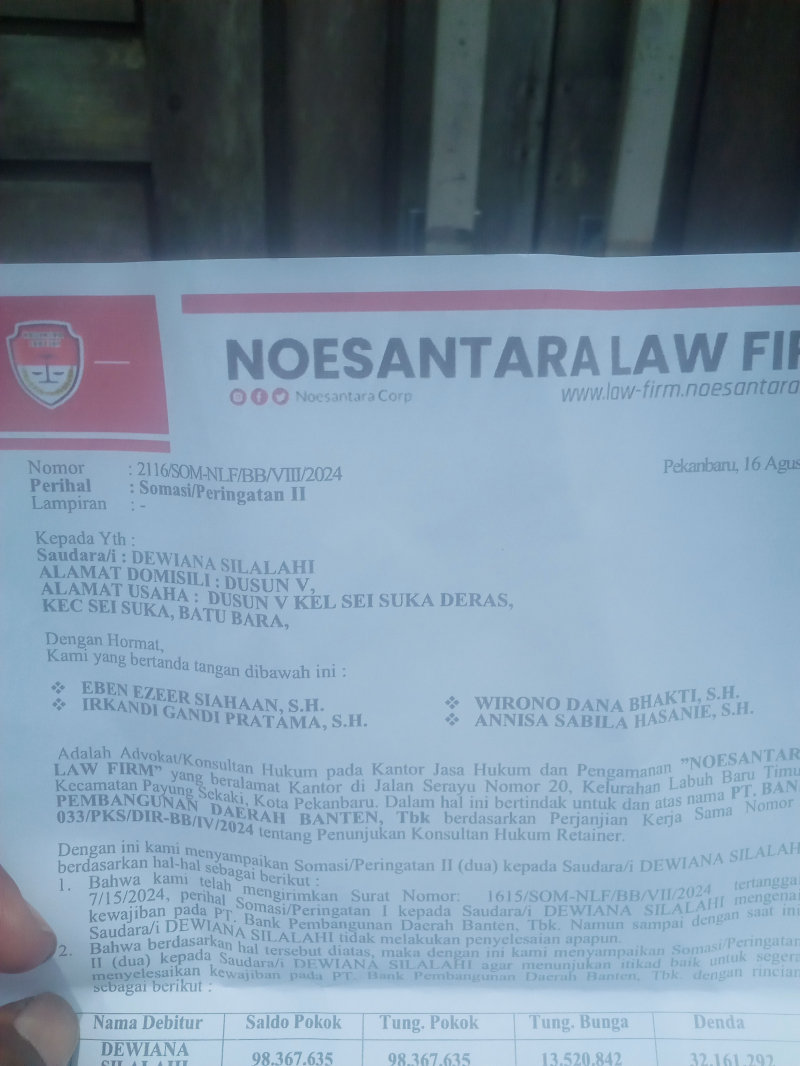 NOESANTARA LAW
Noesantara Corp
www.law-firm.noesantara
Nomor : 2116/SOM-NLF/BB/VIII/2024
Pekanbaru, 16
Perihal : Somasi/Peringatan II
Lampiran : -
Kepada Yth :
Saudara/i : DEWIANA SILALAHI
ALAMAT DOMISILI : DUSUN V,
ALAMAT USAHA : DUSUN V KEL SEI SUKA DERAS,
KEC SEI SUKA, BATU BARA,
Dengan Hormat,
Kami yang bertanda tangan dibawah ini :
❖ EBEN EZEER SIAHAAN, S.H.
❖ WIRONO DANA BHAKTI, S.H.
❖ IRKANDI GANDI PRATAMA, S.H.
❖ ANNISA SABILA HASANIE, S.H.
Adalah Advokat/Konsultan Hukum pada Kantor Jasa Hukum dan Pengamanan "NOESANTAR
LAW FIRM" yang beralamat Kantor di Jalan Serayu Nomor 20, Kelurahan Labuh Baru Timu
Kecamatan Payung Sekaki, Kota Pekanbaru. Dalam hal ini bertindak untuk dan atas nama PT. BAN
PEMBANGUNAN DAERAH BANTEN, Tbk berdasarkan Perjanjian Kerja Sama Nomor
033/PKS/DIR-BB/IV/2024 tentang Penunjukan Konsultan Hukum Retainer.
Dengan ini kami menyampaikan Somasi/Peringatan II (dua) kepada Saudara/i DEWIANA SILALAH
berdasarkan hal-hal sebagai berikut :
1. Bahwa kami telah mengirimkan Surat Nomor: 1615/SOM-NLF/BB/VII/2024 tertangga
7/15/2024, perihal Somasi/Peringatan I kepada Saudara/i DEWIANA SILALAHI mengena
kewajiban pada PT. Bank Pembangunan Daerah Banten, Tbk. Namun sampai dengan saat ini
Saudara/i DEWIANA SILALAHI tidak melakukan penyelesaian apapun.
2. Bahwa berdasarkan hal tersebut diatas, maka dengan ini kami menyampaikan Somasi/Peringatan
II (dua) kepada Saudara/i DEWIANA SILALAHI agar menunjukan itikad baik untuk segera
menyelesaikan kewajiban pada PT. Bank Pembangunan Daerah Banten, Tbk. dengan rincian
sebagai berikut :
Nama Debitur Saldo Pokok Tung. Pokok Tung. Bunga Denda
DEWIANA 98.367.635 98.367.635 13.520.842 32.161.292
SILALAHI